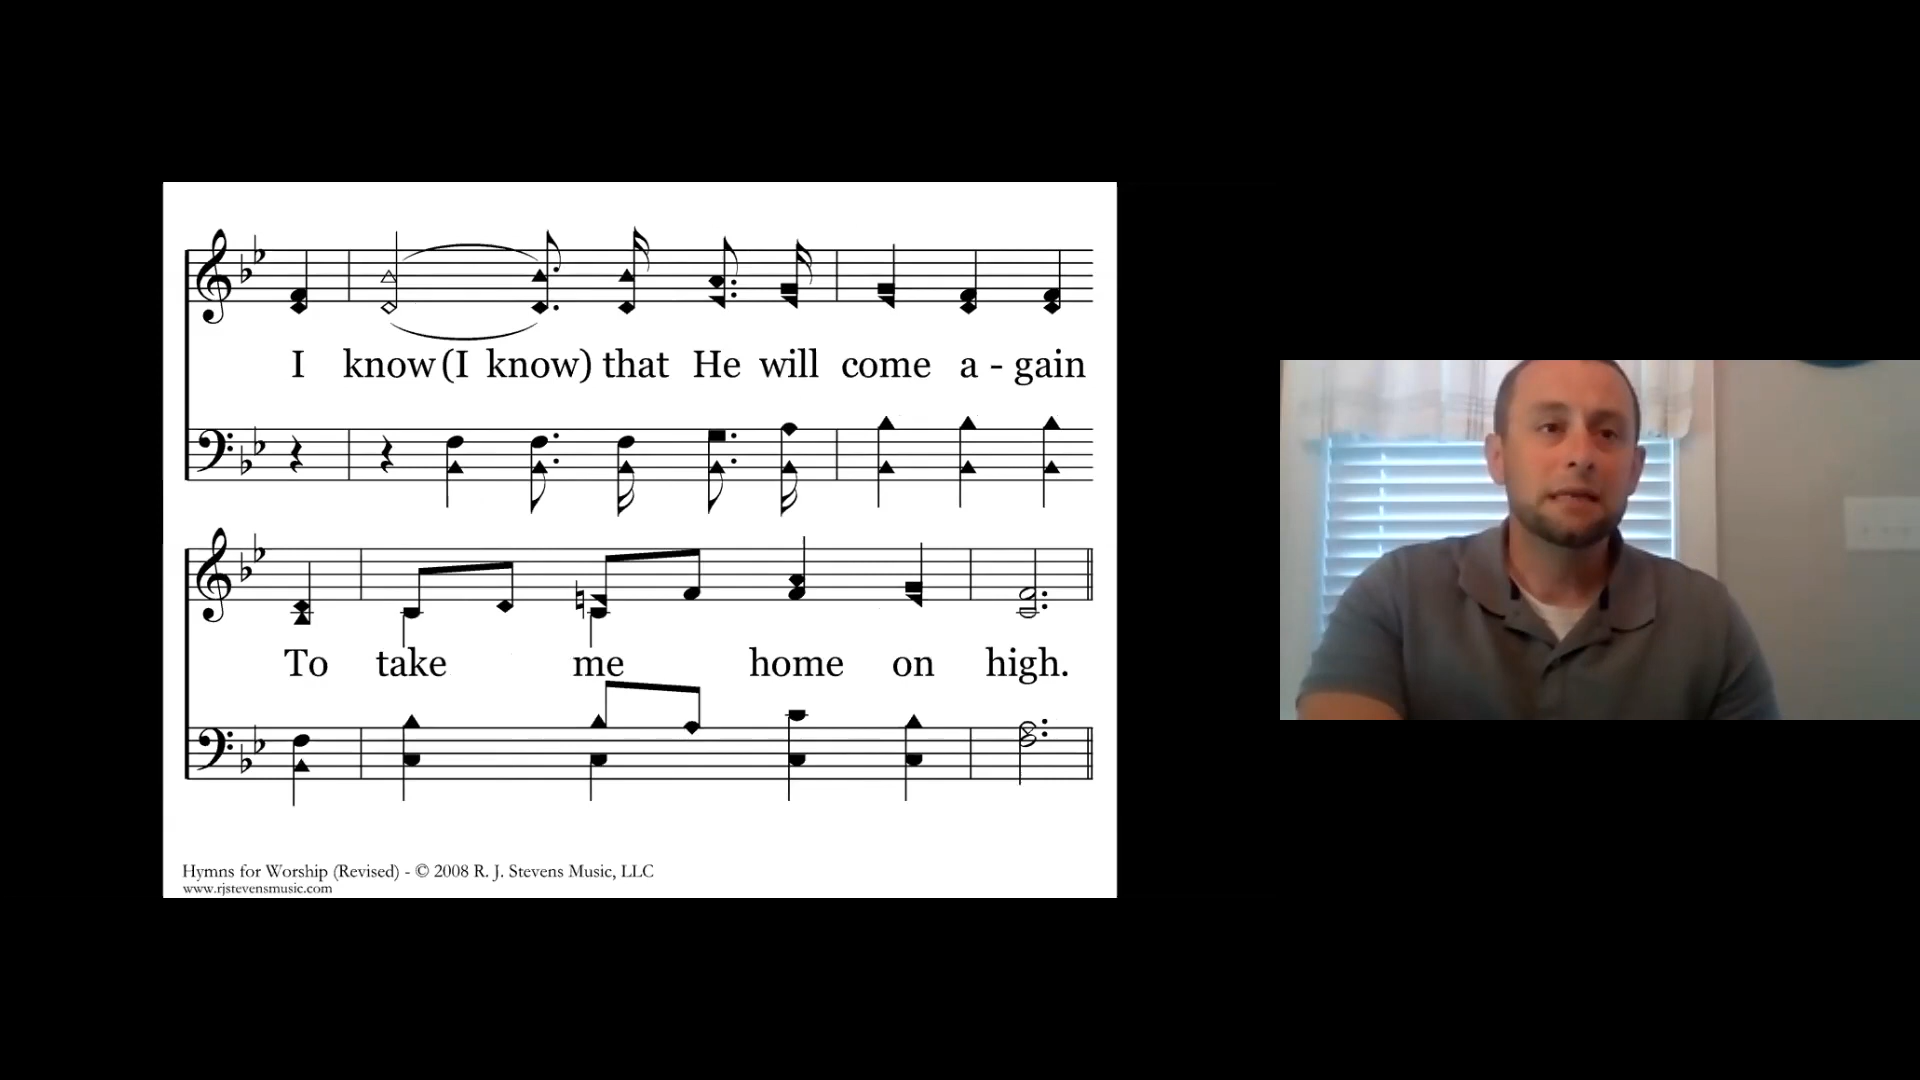 I know (I know) that He will come a - gain
To take me home on high.
Hymns for Worship (Revised) - © 2008 R. J. Stevens Music, LLC
www.rjstevensmusic.com